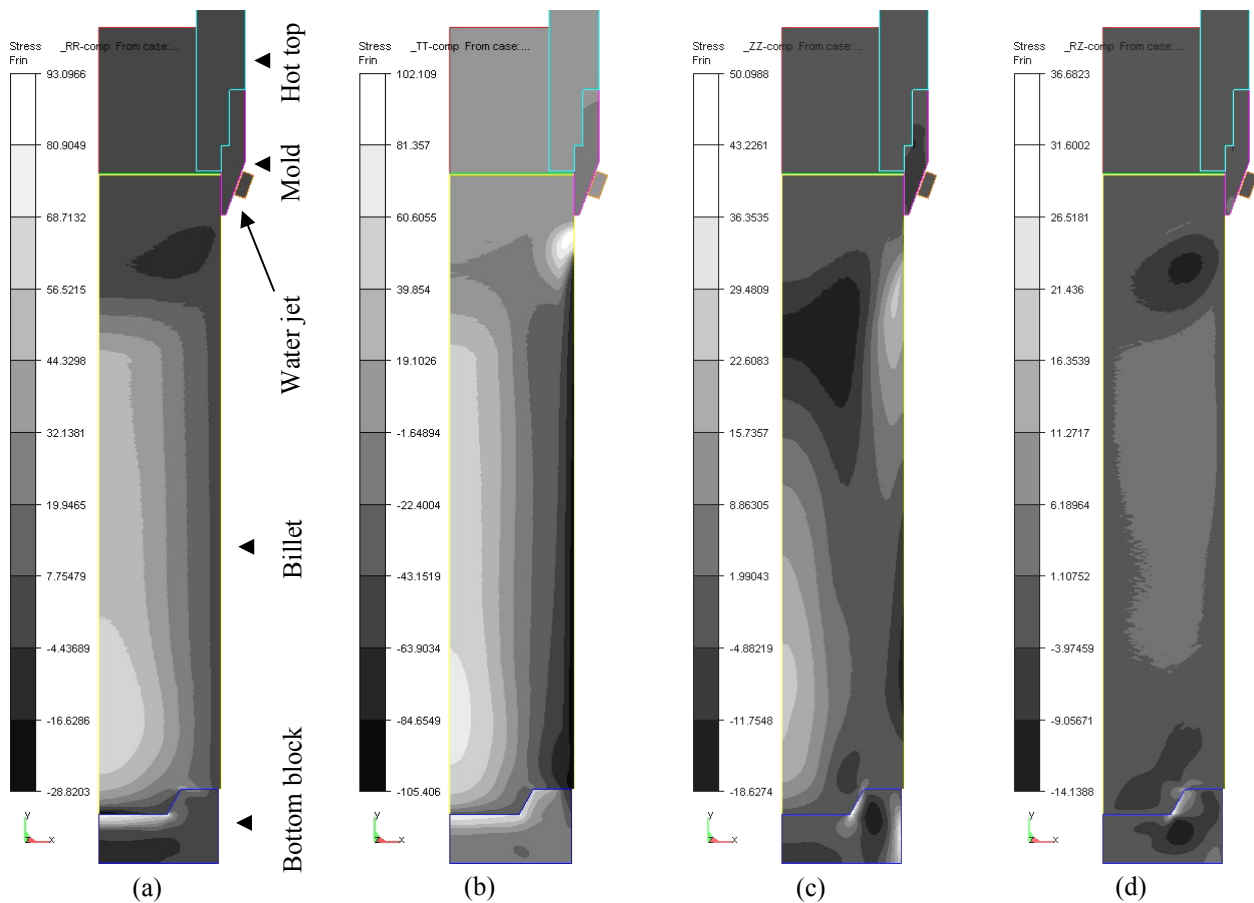 Stress _RR-comp From case:...
Frin
93.0966
80.9049
68.7132
56.5215
44.3298
32.1381
19.9465
7.75479
-4.43689
-16.6286
-28.8203
y
z x
Hot top
Mold
Water jet
Billet
Bottom block
(a)
Stress _TT-comp From case:...
Frin
102.109
81.357
60.6055
39.854
19.1026
-1.64894
-22.4004
-43.1519
-63.9034
-84.6549
-105.406
y
z x
(b)
Stress _ZZ-comp From case:...
Frin
50.0988
43.2261
36.3535
29.4809
22.6083
15.7357
8.86305
1.99043
-4.88219
-11.7548
-18.6274
y
z x
(c)
Stress _RZ-comp From case:...
Frin
36.6823
31.6002
26.5181
21.436
16.3539
11.2717
6.18964
1.10752
-3.97459
-9.05671
-14.1388
y
z x
(d)